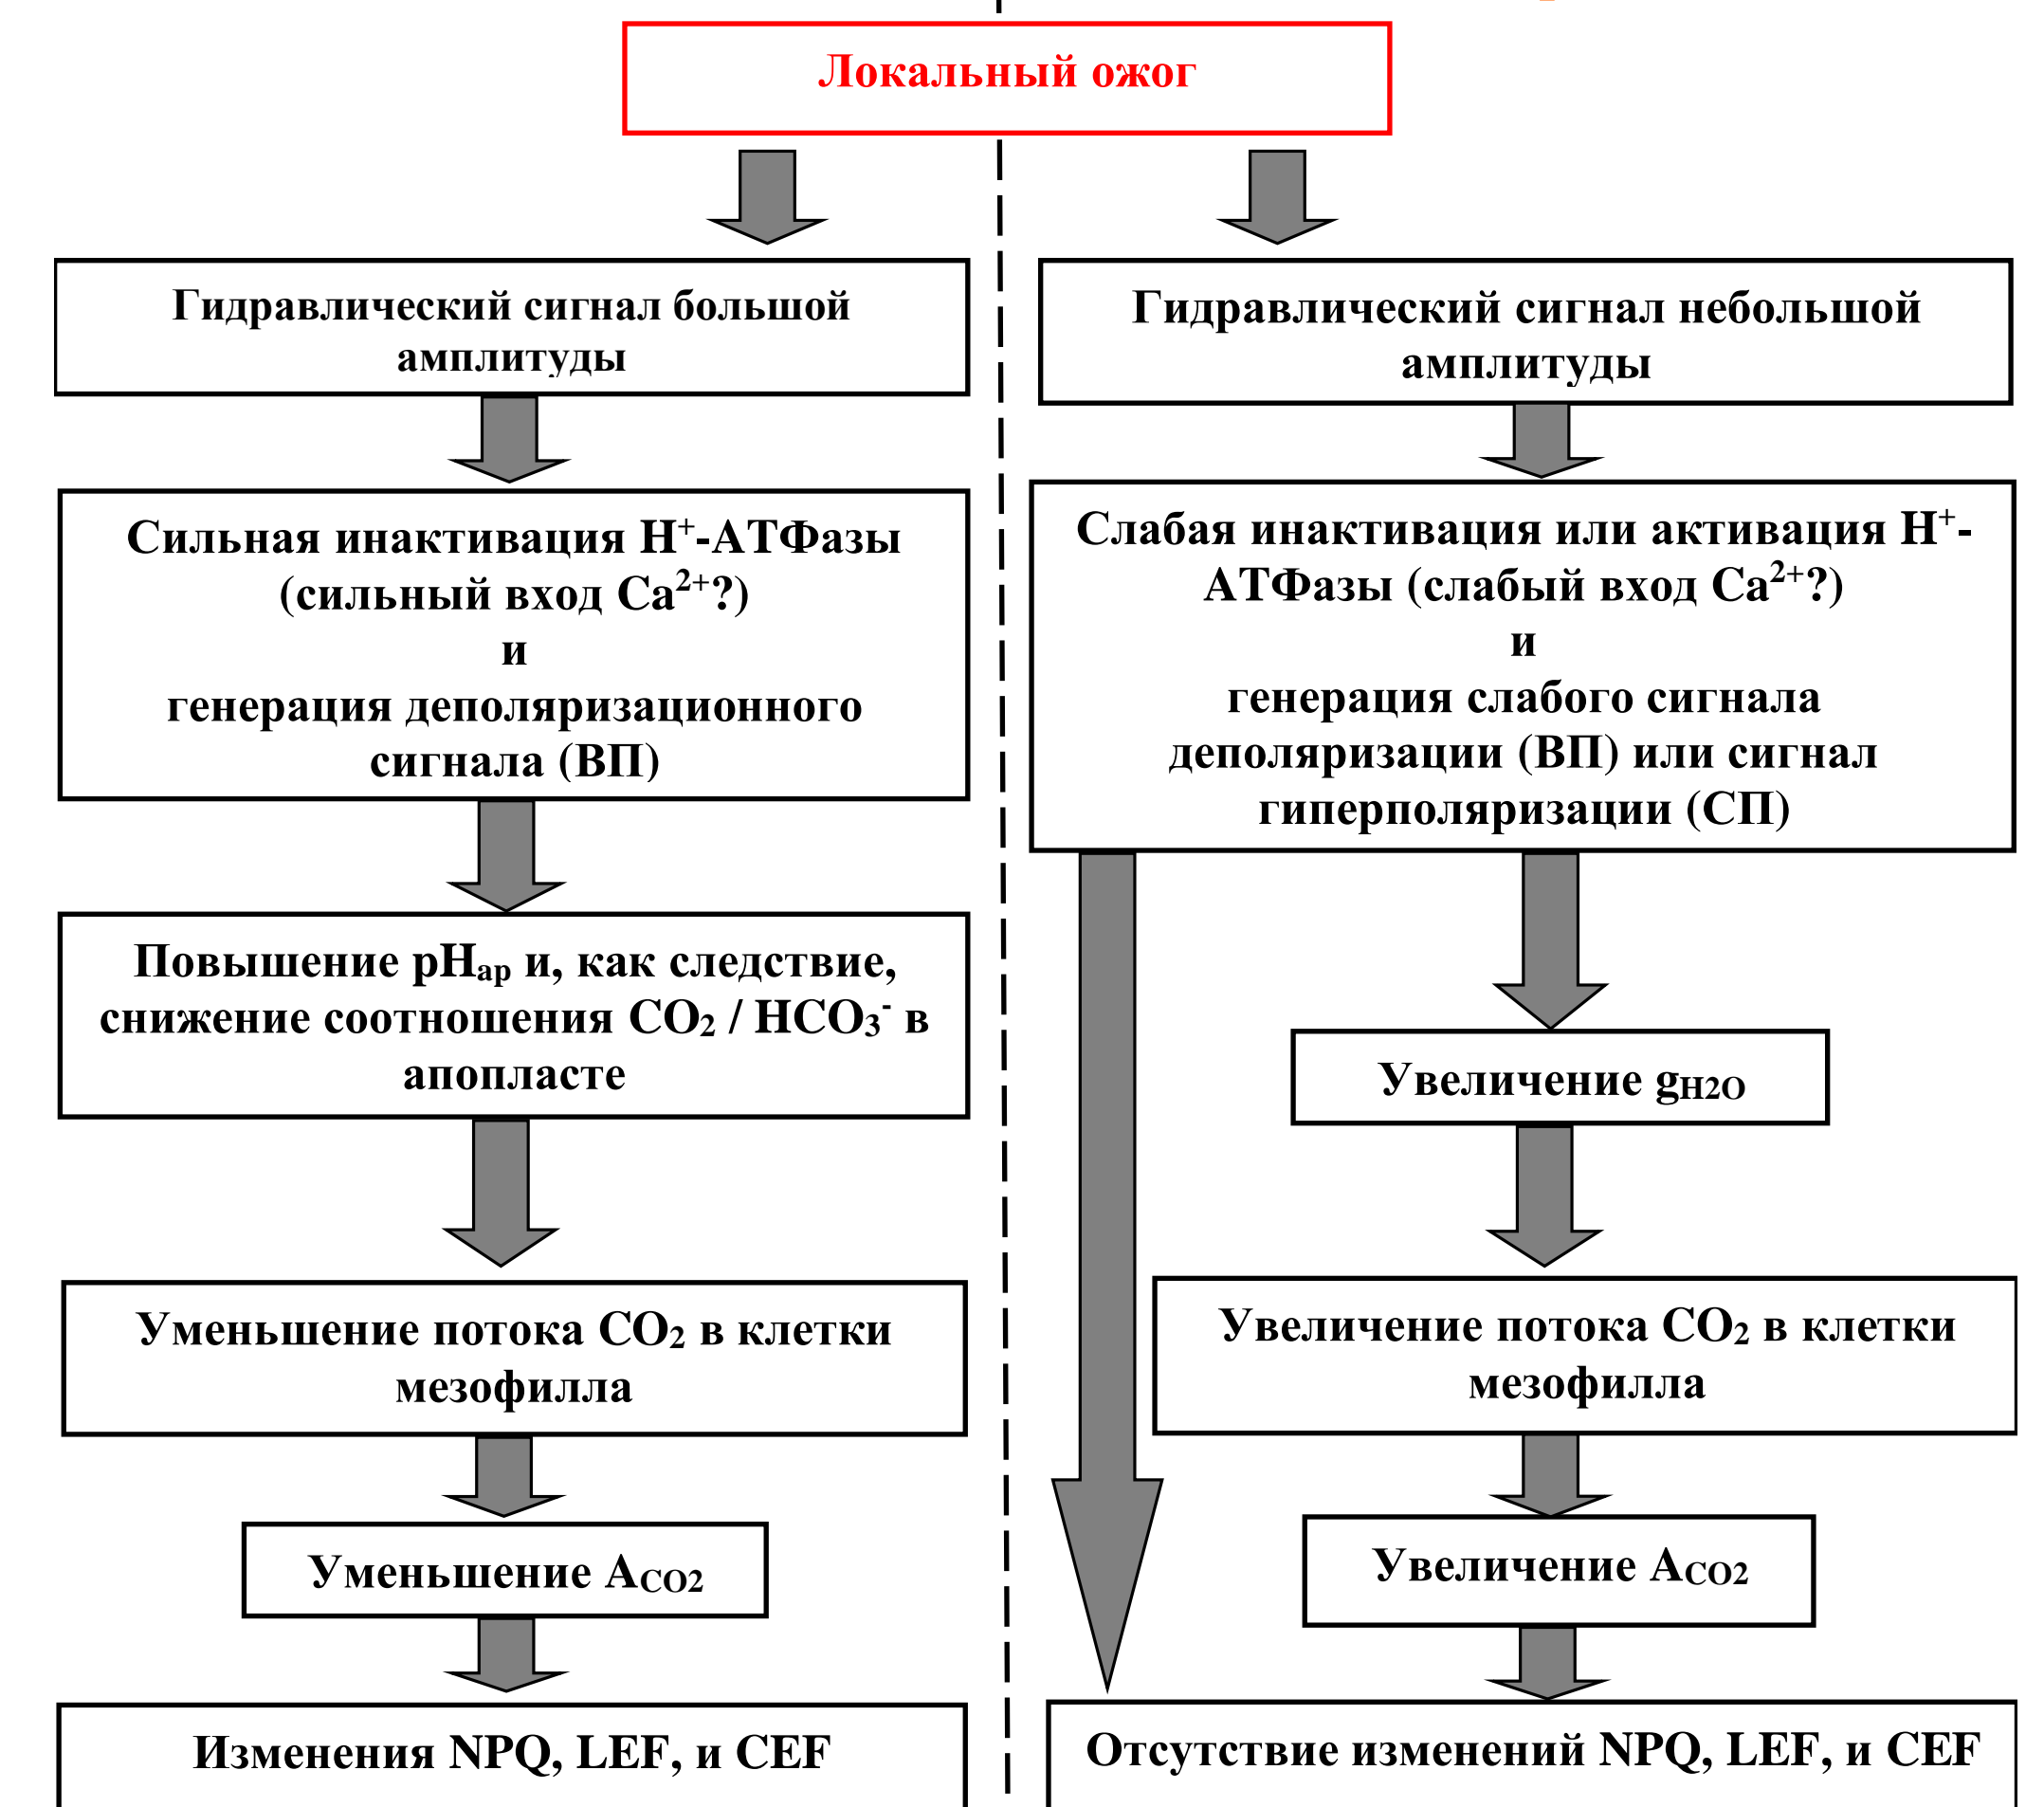 Локальный ожог
Гидравлический сигнал большой
амплитуды
Сильная инактивация H⁺-АТФазы
(сильный вход Ca²⁺?)
и
генерация деполяризационного
сигнала (ВП)
Повышение pHₐₚ и, как следствие,
снижение соотношения CO₂ / HCO₃⁻ в
апопласте
Уменьшение потока CO₂ в клетки
мезофилла
Уменьшение ACO2
Изменения NPQ, LEF, и CEF
Гидравлический сигнал небольшой
амплитуды
Слабая инактивация или активация H⁺-
АТФазы (слабый вход Ca²⁺?)
и
генерация слабого сигнала
деполяризации (ВП) или сигнал
гиперполяризации (СП)
Увеличение gH2O
Увеличение потока CO₂ в клетки
мезофилла
Увеличение ACO2
Отсутствие изменений NPQ, LEF, и CEF